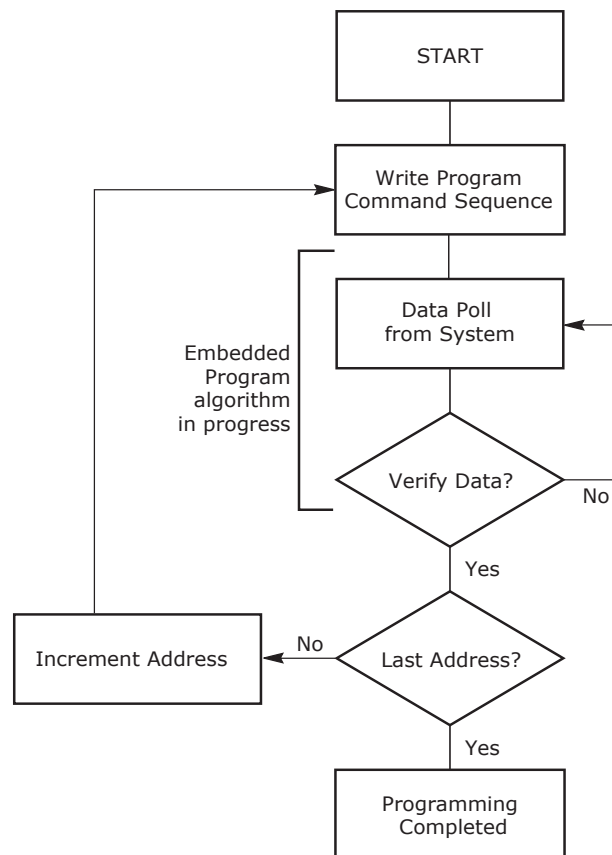 START
Write Program
Command Sequence
Data Poll
from System
Embedded
Program
algorithm
in progress
Verify Data?
No
Yes
No
Increment Address
Last Address?
Yes
Programming
Completed